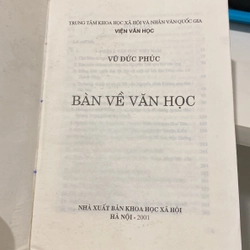 TRUNG TÂM KHOA HỌC XÃ HỘI VÀ NHÂN VĂN QUỐC GIA
VIỆN VĂN HỌC
VŨ ĐỨC PHÚC
BÀN VỀ VĂN HỌC
NHÀ XUẤT BẢN KHOA HỌC XÃ HỘI
HÀ NỘI - 2001